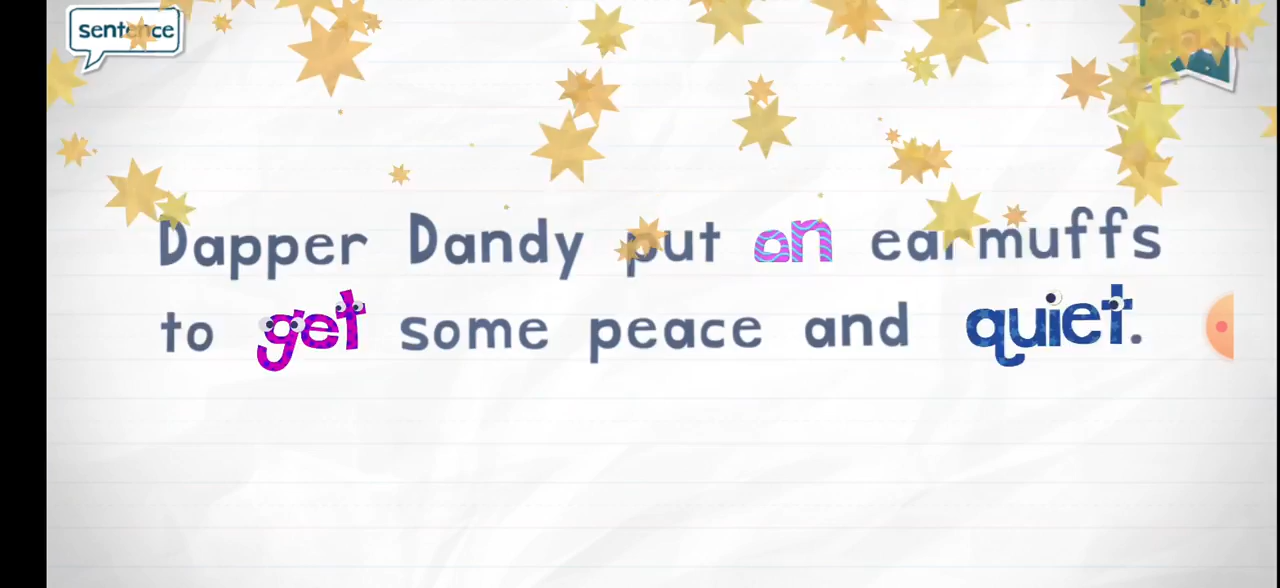 sentence
Dapper Dandy put on earmuffs
to get some peace and quiet.